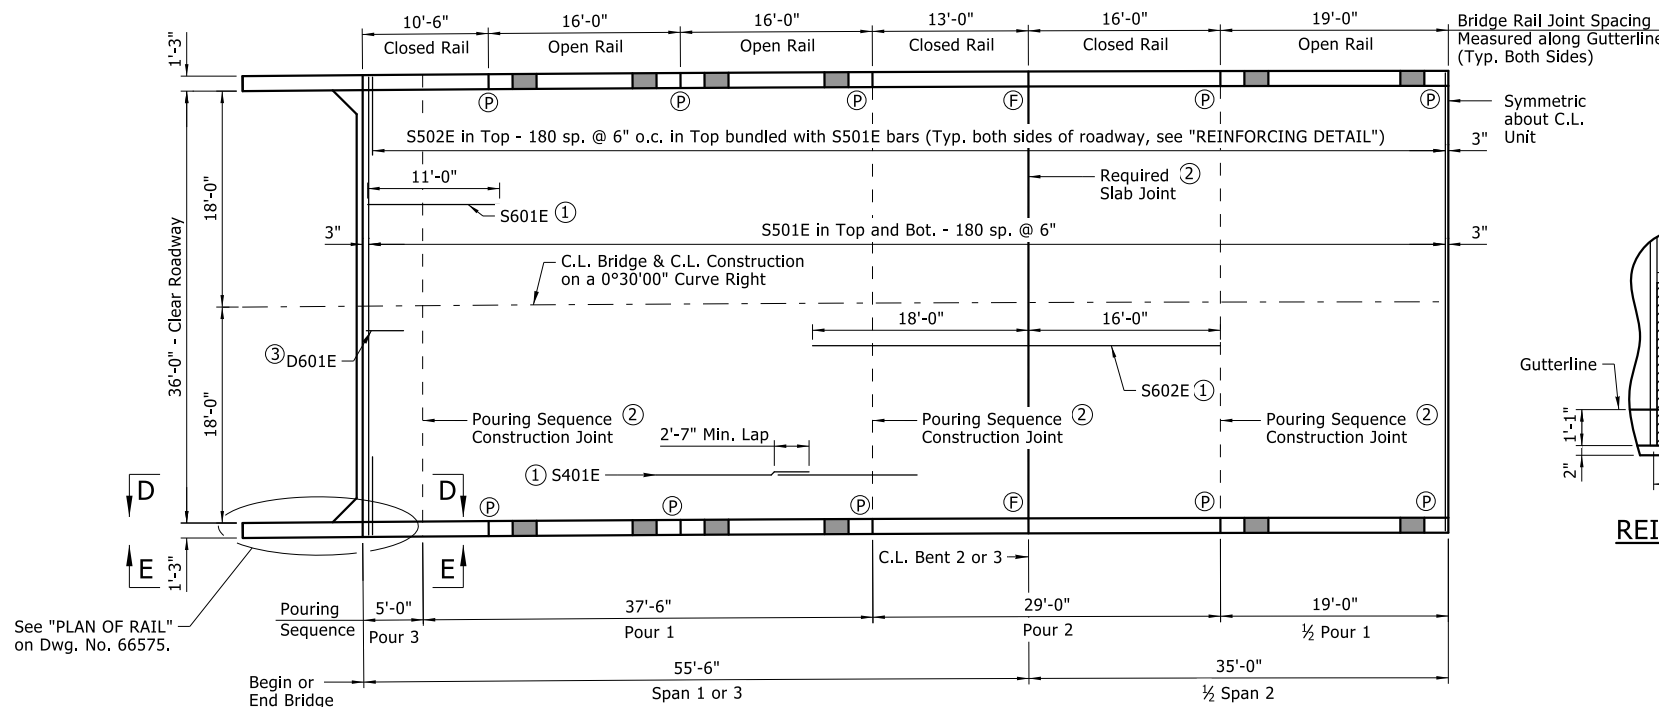 10'-6"
16'-0"
16'-0"
13'-0"
16'-0"
19'-0"
Bridge Rail Joint Spacing
Measured along Gutterline
(Typ. Both Sides)
Closed Rail
Open Rail
Open Rail
Closed Rail
Closed Rail
Open Rail
1'-3"
P
P
P
F
P
P
Symmetric
about C.L.
Unit
S502E in Top - 180 sp. @ 6" o.c. in Top bundled with S501E bars (Typ. both sides of roadway, see "REINFORCING DETAIL")
3"
11'-0"
Required 2
Slab Joint
S601E 1
18'-0"
36'-0" - Clear Roadway
3"
S501E in Top and Bot. - 180 sp. @ 6"
3"
C.L. Bridge & C.L. Construction
on a 0°30'00" Curve Right
18'-0"
16'-0"
3 D601E
Gutterline
S602E 1
18'-0"
Pouring Sequence 2
Construction Joint
Pouring Sequence 2
Construction Joint
Pouring Sequence 2
Construction Joint
1'-1"
2"
2'-7" Min. Lap
1 S401E
D
D
P
P
P
F
P
P
REI
C.L. Bent 2 or 3
E
E
1'-3"
Pouring
Sequence
5'-0"
37'-6"
29'-0"
19'-0"
Pour 3
Pour 1
Pour 2
½ Pour 1
See "PLAN OF RAIL"
on Dwg. No. 66575.
55'-6"
35'-0"
Span 1 or 3
½ Span 2
Begin or
End Bridge